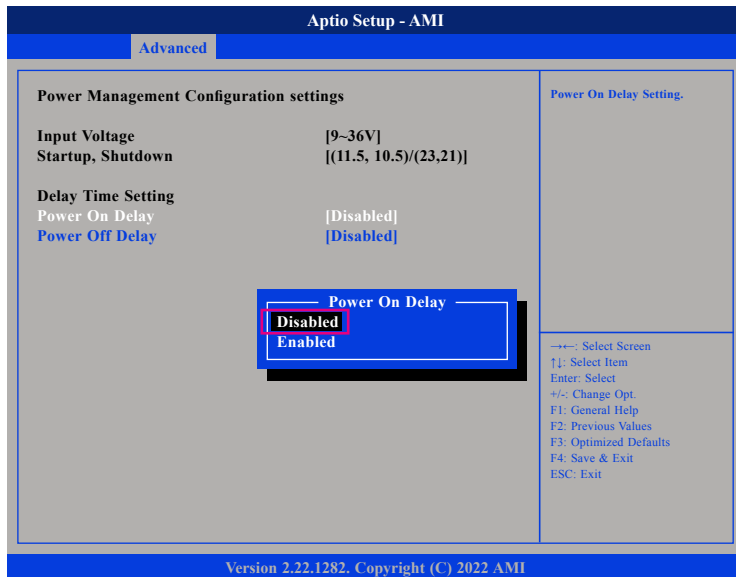 Aptio Setup - AMI
Advanced
Power Management Configuration settings
Input Voltage [9~36V]
Startup, Shutdown [(11.5, 10.5)/(23,21)]
Delay Time Setting
Power On Delay [Disabled]
Power Off Delay [Disabled]
Power On Delay
Disabled
Enabled
Power On Delay Setting.
→←: Select Screen
↑↓: Select Item
Enter: Select
+/-: Change Opt.
F1: General Help
F2: Previous Values
F3: Optimized Defaults
F4: Save & Exit
ESC: Exit
Version 2.22.1282. Copyright (C) 2022 AMI